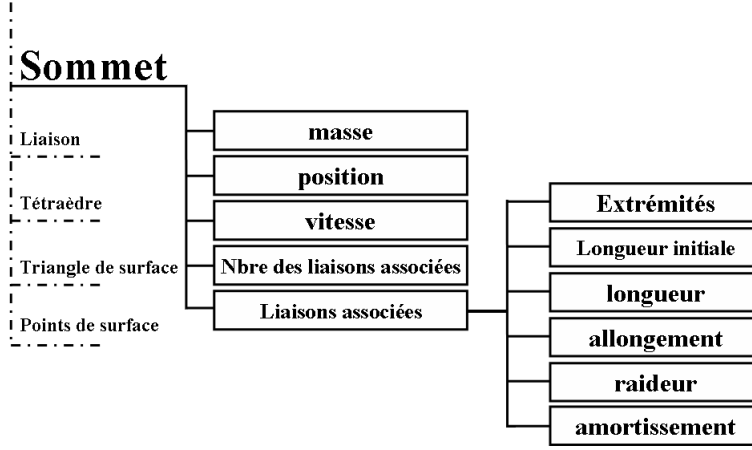 Sommet
Liaison
Tétraèdre
Triangle de surface
Points de surface
masse
position
vitesse
Nbre des liaisons associées
Liaisons associées
Extrémités
Longueur initiale
longueur
allongement
raideur
amortissement